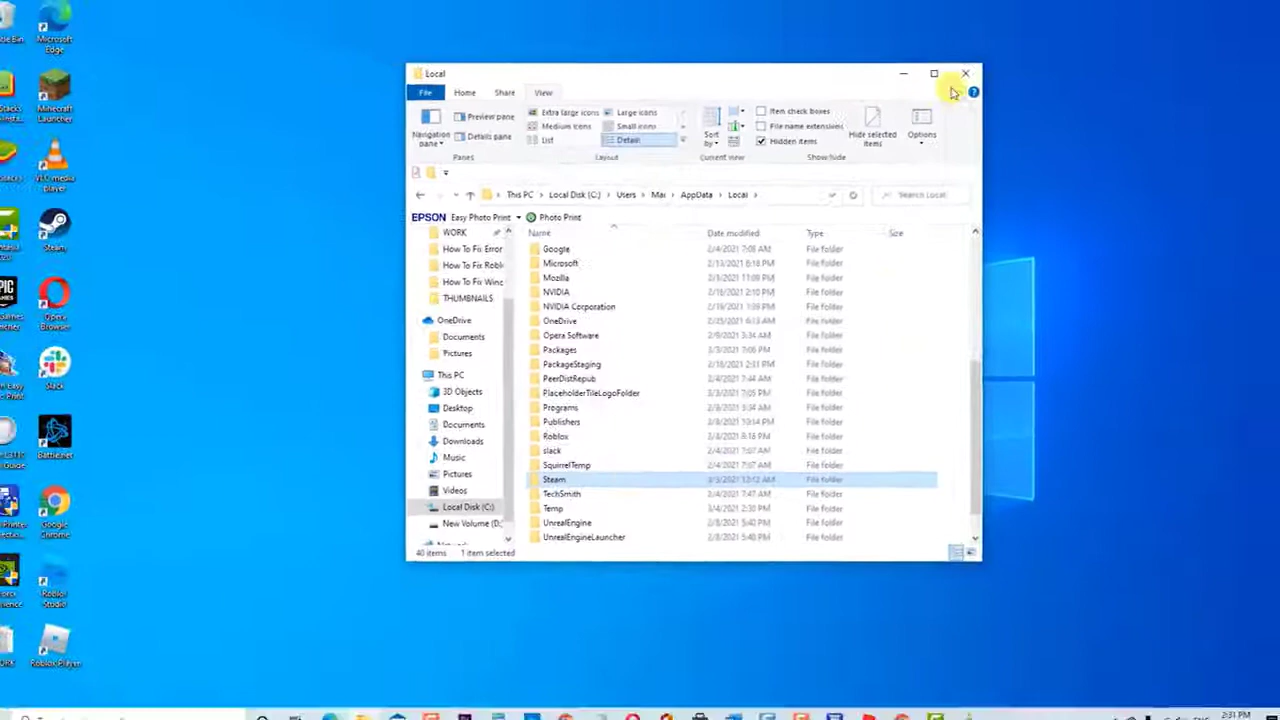 Microsoft
Edge
Minecraft
Launcher
VLC media
player
Steam
Opera
Browser
Slack
Battle.net
Google
Chrome
Roblox
Studio
Roblox Player
Local
File
Home
Share
View
Navigation
pane
Preview pane
Details pane
Panes
Extra large icons
Large icons
Medium icons
Small icons
List
Details
Layout
Sort
by
Current view
Item check boxes
File name extensions
Hidden items
Hide selected
items
Show/hide
Options
This PC
Local Disk (C:)
Users
AppData
Local
Search Local
EPSON Easy Photo Print
Photo Print
WORK
How To Fix Error
How To Fix Robl
How To Fix Winc
THUMBNAILS
OneDrive
Documents
Pictures
This PC
3D Objects
Desktop
Documents
Downloads
Music
Pictures
Videos
Local Disk (C:)
New Volume (D:
Name Date modified Type Size
Google 2/4/2021 7:08 AM File folder
Microsoft 2/13/2021 6:18 PM File folder
Mozilla 2/3/2021 11:09 PM File folder
NVIDIA 2/16/2021 2:10 PM File folder
NVIDIA Corporation 2/19/2021 1:09 PM File folder
OneDrive 2/25/2021 6:13 AM File folder
Opera Software 2/9/2021 3:34 AM File folder
Packages 3/3/2021 7:06 PM File folder
PackageStaging 2/16/2021 2:31 PM File folder
PeerDistRepub 2/4/2021 7:44 AM File folder
PlaceholderTileLogoFolder 3/3/2021 7:05 PM File folder
Programs 2/8/2021 3:34 AM File folder
Publishers 2/8/2021 10:14 PM File folder
Roblox 2/8/2021 8:16 PM File folder
slack 2/4/2021 7:07 AM File folder
SquirrelTemp 2/4/2021 7:07 AM File folder
Steam 12:12 AM File folder
TechSmith 2/4/2021 7:47 AM File folder
Temp 3/4/2021 2:30 PM File folder
UnrealEngine 2/8/2021 5:40 PM File folder
UnrealEngineLauncher 2/8/2021 5:40 PM File folder
40 items
1 item selected
2:31 PM